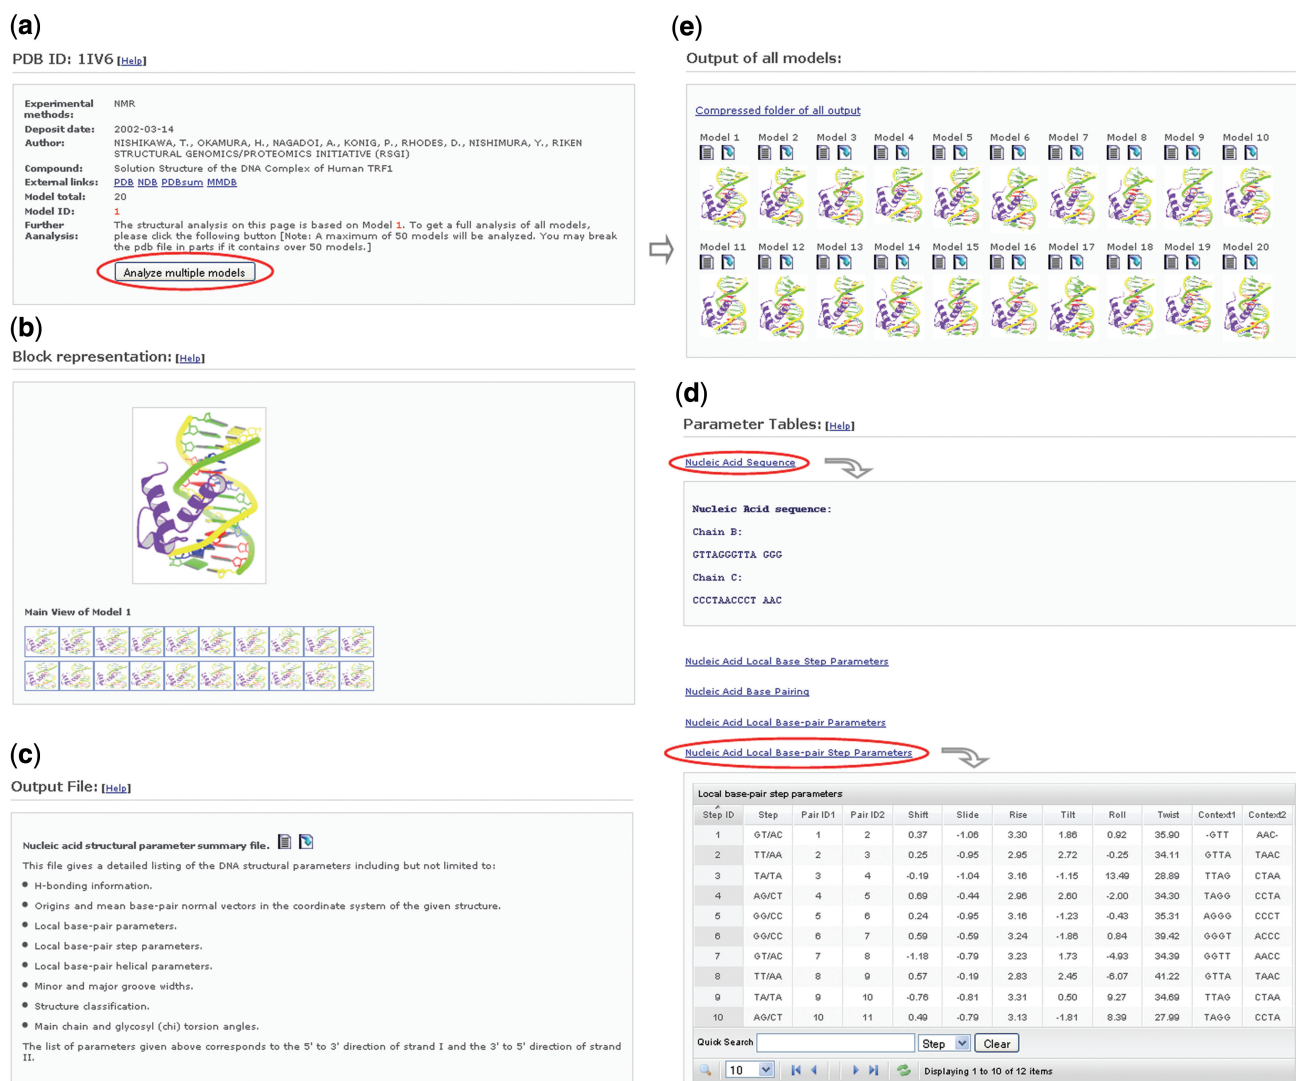 (a)
PDB ID: 1IV6 [Help]
Experimental methods: NMR
Deposit date: 2002-03-14
Author: NISHIKAWA, T., OKAMURA, H., NAGADOI, A., KONIG, P., RHODES, D., NISHIMURA, Y., RIKEN
STRUCTURAL GENOMICS/PROTEOMICS INITIATIVE (RSGI)
Compound: Solution Structure of the DNA Complex of Human TRF1
External links: PDB NDB PDBsum MMDB
Model total: 20
Model ID: 1
Further Aanalysis: The structural analysis on this page is based on Model 1. To get a full analysis of all models,
please click the following button [Note: A maximum of 50 models will be analyzed. You may break
the pdb file in parts if it contains over 50 models.]
Analyze multiple models
(b)
Block representation: [Help]
Main View of Model 1
(c)
Output File: [Help]
Nucleic acid structural parameter summary file.
This file gives a detailed listing of the DNA structural parameters including but not limited to:
• H-bonding information.
• Origins and mean base-pair normal vectors in the coordinate system of the given structure.
• Local base-pair parameters.
• Local base-pair step parameters.
• Local base-pair helical parameters.
• Minor and major groove widths.
• Structure classification.
• Main chain and glycosyl (chi) torsion angles.
The list of parameters given above corresponds to the 5' to 3' direction of strand I and the 3' to 5' direction of strand
II.
(e)
Output of all models:
Compressed folder of all output
Model 1 Model 2 Model 3 Model 4 Model 5 Model 6 Model 7 Model 8 Model 9 Model 10
Model 11 Model 12 Model 13 Model 14 Model 15 Model 16 Model 17 Model 18 Model 19 Model 20
(d)
Parameter Tables: [Help]
Nucleic Acid Sequence
Nucleic Acid sequence:
Chain B:
GTTAGGGTTA GGG
Chain C:
CCCTAACCCT AAC
Nucleic Acid Local Base Step Parameters
Nucleic Acid Base Pairing
Nucleic Acid Local Base-pair Parameters
Nucleic Acid Local Base-pair Step Parameters
Local base-pair step parameters
Step ID Step Pair ID1 Pair ID2 Shift Slide Rise Tilt Roll Twist Context1 Context2
1 GT/AC 1 2 0.37 -1.06 3.30 1.86 0.92 35.90 -GTT AAC-
2 TT/AA 2 3 0.25 -0.95 2.95 2.72 -0.25 34.11 GTTA TAAC
3 TA/TA 3 4 -0.19 -1.04 3.16 -1.15 13.49 28.89 TTAG CTAA
4 AG/CT 4 5 0.69 -0.44 2.96 2.60 -2.00 34.30 TAGG CCTA
5 GG/CC 5 6 0.24 -0.95 3.16 -1.23 -0.43 35.31 AGGG CCCT
6 GG/CC 6 7 0.59 -0.59 3.24 -1.86 0.84 39.42 GGGT ACCC
7 GT/AC 7 8 -1.18 -0.79 3.23 1.73 -4.93 34.39 GGTT AACC
8 TT/AA 8 9 0.57 -0.19 2.83 2.45 -6.07 41.22 GTTA TAAC
9 TA/TA 9 10 -0.76 -0.81 3.31 0.50 9.27 34.69 TTAG CTAA
10 AG/CT 10 11 0.49 -0.79 3.13 -1.81 8.39 27.99 TAGG CCTA
Quick Search Step Clear
10 Displaying 1 to 10 of 12 items